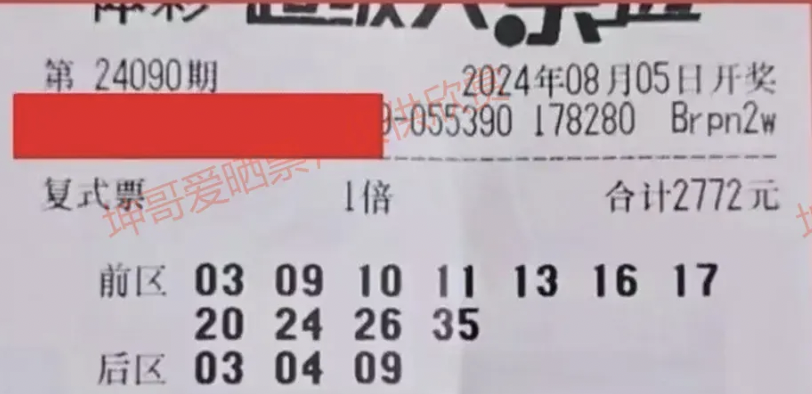 体彩 超级大乐透
第 24090期 2024年08月05日开奖
9-055390 178280 Brpn2w
复式票 1倍 合计2772元
坤哥爱晒票
前区 03 09 10 11 13 16 17
20 24 26 35
后区 03 04 09